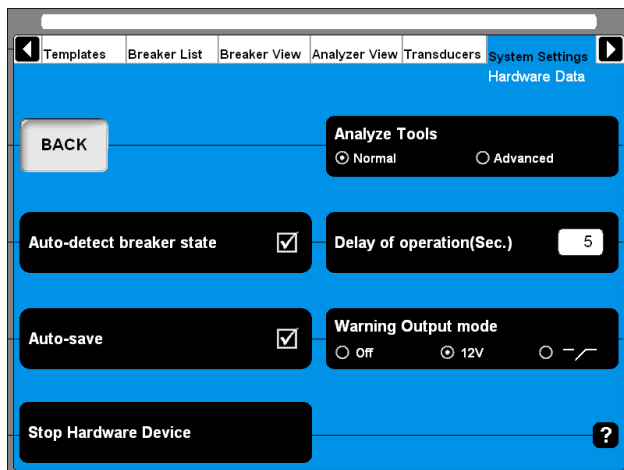 Templates
Breaker List
Breaker View
Analyzer View
Transducers
System Settings
Hardware Data
BACK
Analyze Tools
Normal
Advanced
Auto-detect breaker state
Delay of operation(Sec.)
5
Auto-save
Warning Output mode
Off
12V
Stop Hardware Device
?